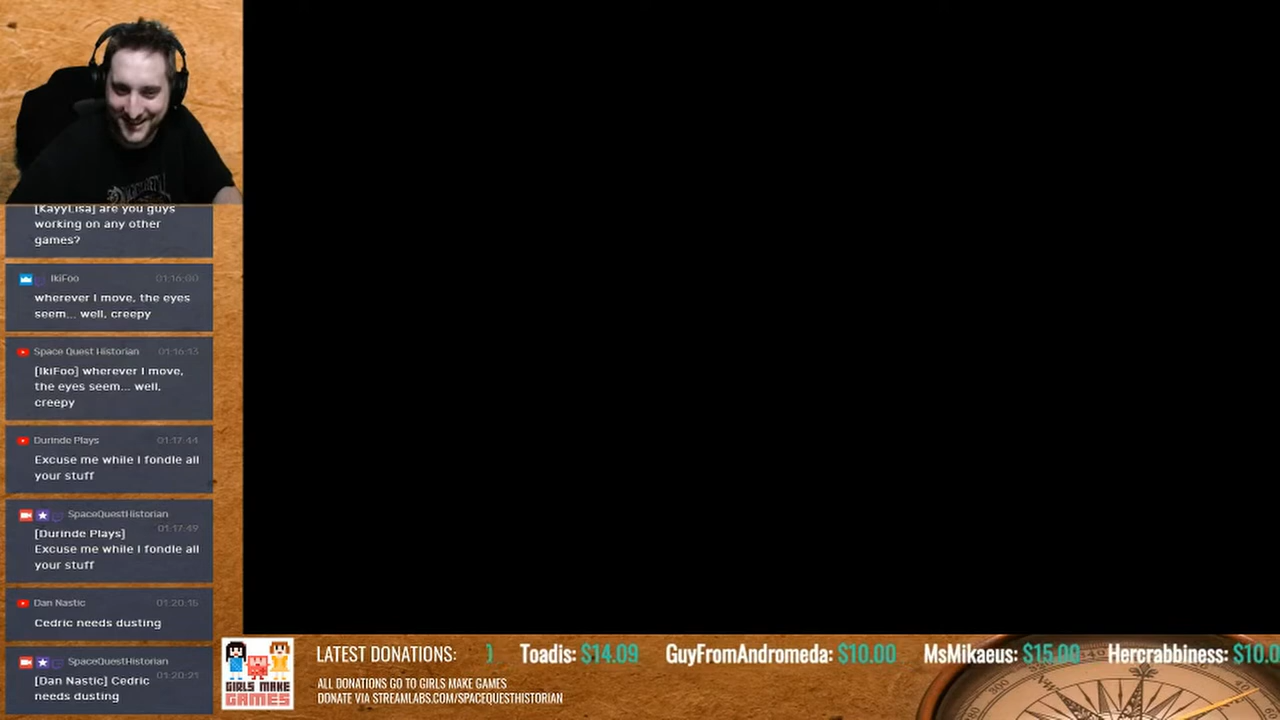 [KayyLisa] are you guys
working on any other
games?
IkiFoo 01:16:00
wherever I move, the eyes
seem... well, creepy
Space Quest Historian 01:16:13
[IkiFoo] wherever I move,
the eyes seem... well,
creepy
Durinde Plays 01:17:44
Excuse me while I fondle all
your stuff
SpaceQuestHistorian
01:17:49
[Durinde Plays]
Excuse me while I fondle all
your stuff
Dan Nastic 01:20:15
Cedric needs dusting
SpaceQuestHistorian
01:20:21
[Dan Nastic] Cedric
needs dusting
GIRLS MAKE
GAMES
LATEST DONATIONS: Toadis: $14.09 GuyFromAndromeda: $10.00 MsMikaeus: $15.00 Hercrabbiness: $10.0
ALL DONATIONS GO TO GIRLS MAKE GAMES
DONATE VIA STREAMLABS.COM/SPACEQUESTHISTORIAN